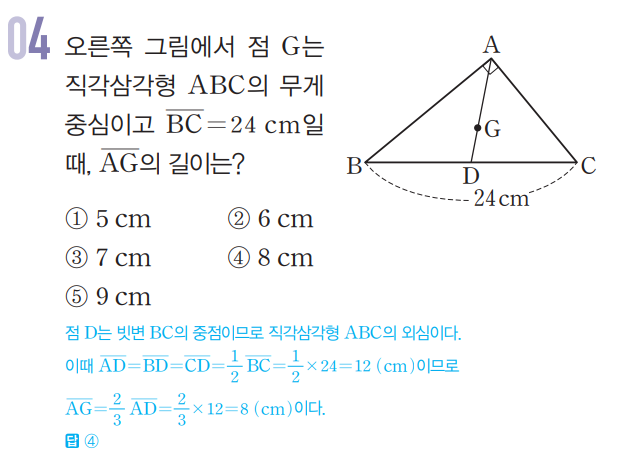 04
오른쪽 그림에서 점 G는
직각삼각형 ABC의 무게
중심이고 BC=24 cm일
때, AG의 길이는?
① 5 cm ② 6 cm
③ 7 cm ④ 8 cm
⑤ 9 cm
A
G
B
D
C
24cm
점 D는 빗변 BC의 중점이므로 직각삼각형 ABC의 외심이다.
이때 AD=BD=CD=1/2 BC=1/2×24=12 (cm)이므로
AG=2/3 AD=2/3×12=8 (cm)이다.
답 ④